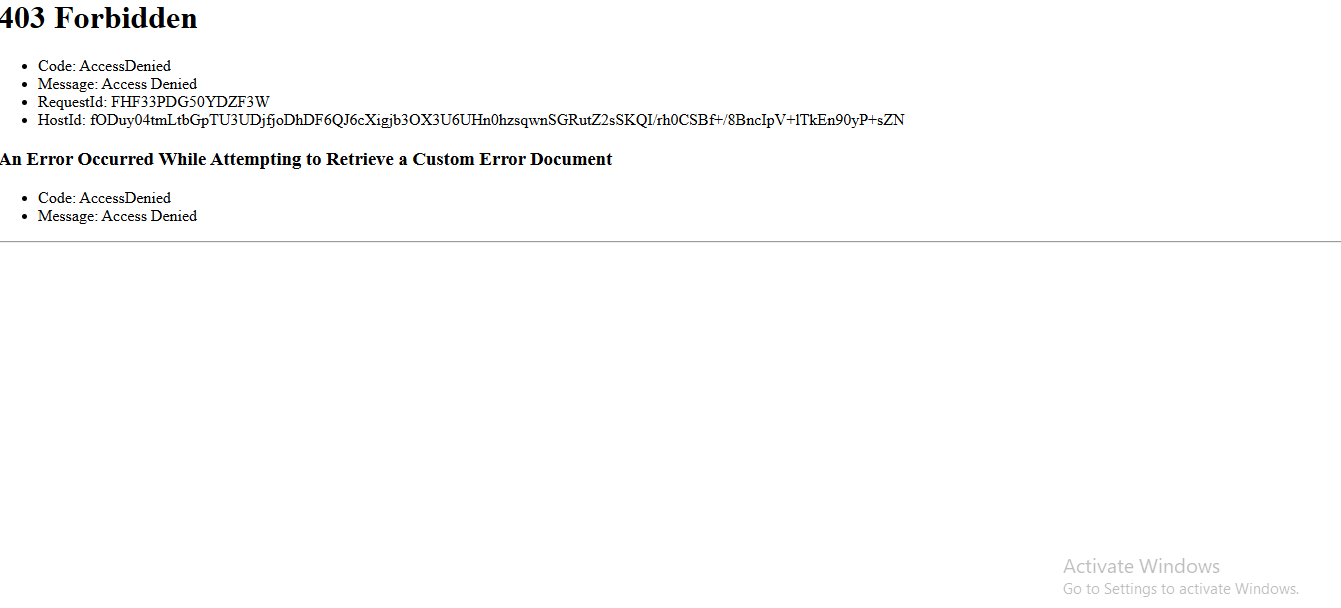 403 Forbidden
Code: AccessDenied
Message: Access Denied
RequestId: FHF33PDG50YDZF3W
HostId: fODuy04tmLtbGpTU3UDjfjoDhDF6QJ6cXigjb3OX3U6UHn0hzsqwnSGRutZ2sSKQI/rh0CSBf+/8BncIpV+lTkEn90yP+sZN
An Error Occurred While Attempting to Retrieve a Custom Error Document
Code: AccessDenied
Message: Access Denied
Activate Windows
Go to Settings to activate Windows.